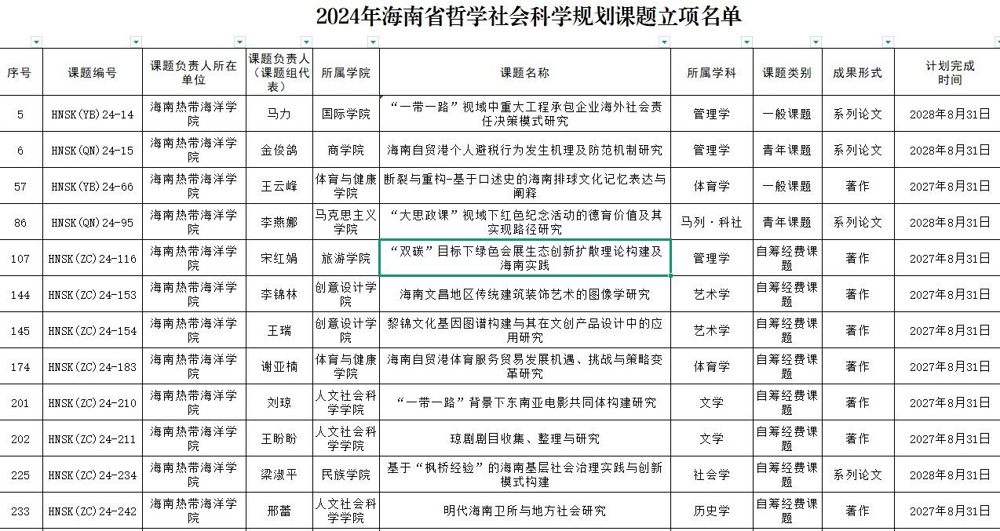 2024年海南省哲学社会科学规划课题立项名单
序号 课题编号 课题负责人所在单位 课题负责人（课题组代表） 所属学院 课题名称 所属学科 课题类别 成果形式 计划完成时间
5 HNSK(YB)24-14 海南热带海洋学院 马力 国际学院 “一带一路”视域中重大工程承包企业海外社会责任决策模式研究 管理学 一般课题 系列论文 2028年8月31日
6 HNSK(QN)24-15 海南热带海洋学院 金俊鸽 商学院 海南自贸港个人避税行为发生机理及防范机制研究 管理学 青年课题 系列论文 2028年8月31日
57 HNSK(YB)24-66 海南热带海洋学院 王云峰 体育与健康学院 断裂与重构-基于口述史的海南排球文化记忆表达与阐释 体育学 一般课题 著作 2027年8月31日
86 HNSK(QN)24-95 海南热带海洋学院 李燕娜 马克思主义学院 “大思政课”视域下红色纪念活动的德育价值及其实现路径研究 马列·科社 青年课题 系列论文 2028年8月31日
107 HNSK(ZC)24-116 海南热带海洋学院 宋红娟 旅游学院 “双碳”目标下绿色会展生态创新扩散理论构建及海南实践 管理学 自筹经费课题 著作 2027年8月31日
144 HNSK(ZC)24-153 海南热带海洋学院 李锦林 创意设计学院 海南文昌地区传统建筑装饰艺术的图像学研究 艺术学 自筹经费课题 著作 2027年8月31日
145 HNSK(ZC)24-154 海南热带海洋学院 王瑞 创意设计学院 黎锦文化基因图谱构建与其在文创产品设计中的应用研究 艺术学 自筹经费课题 著作 2027年8月31日
174 HNSK(ZC)24-183 海南热带海洋学院 谢亚楠 体育与健康学院 海南自贸港体育服务贸易发展机遇、挑战与策略变革研究 体育学 自筹经费课题 著作 2027年8月31日
201 HNSK(ZC)24-210 海南热带海洋学院 刘琼 人文社会科学学院 “一带一路”背景下东南亚电影共同体构建研究 文学 自筹经费课题 著作 2027年8月31日
202 HNSK(ZC)24-211 海南热带海洋学院 王盼盼 人文社会科学学院 琼剧剧目收集、整理与研究 文学 自筹经费课题 著作 2027年8月31日
225 HNSK(ZC)24-234 海南热带海洋学院 梁淑平 民族学院 基于“枫桥经验”的海南基层社会治理实践与创新模式构建 社会学 自筹经费课题 系列论文 2028年8月31日
233 HNSK(ZC)24-242 海南热带海洋学院 邢蕾 人文社会科学学院 明代海南卫所与地方社会研究 历史学 自筹经费课题 著作 2027年8月31日